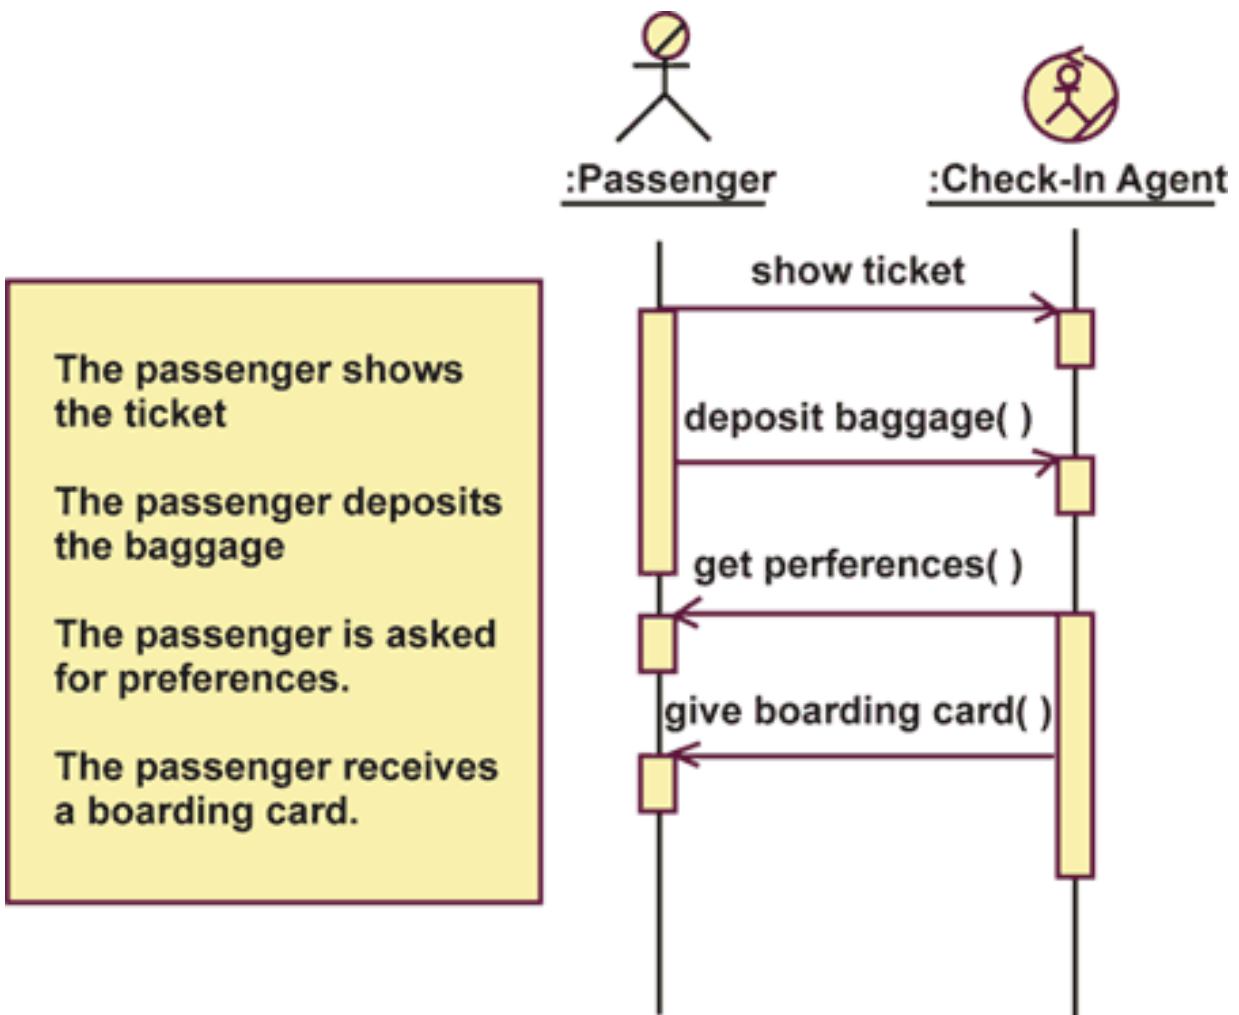 :Passenger
:Check-In Agent
show ticket
deposit baggage( )
get perferences( )
give boarding card( )
The passenger shows
the ticket
The passenger deposits
the baggage
The passenger is asked
for preferences.
The passenger receives
a boarding card.